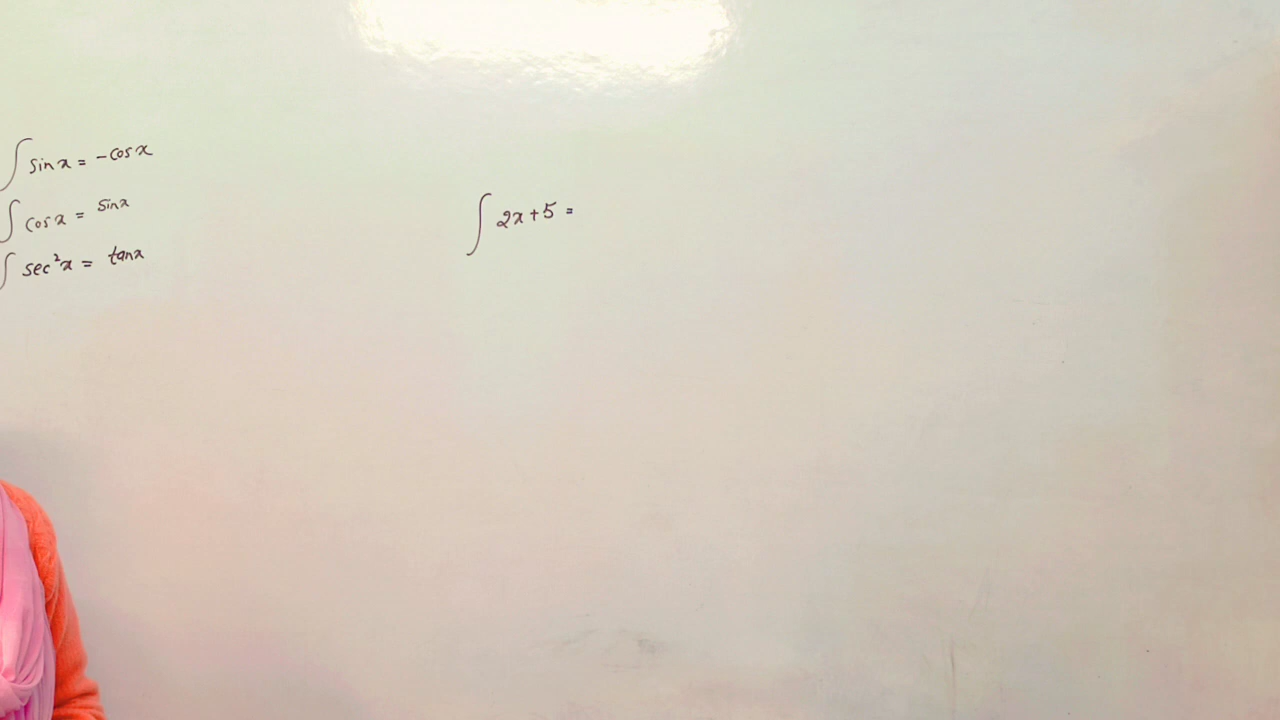 ∫ sin x = - cos x
∫ cos x = sin x
∫ sec²x = tan x
∫ 2x + 5 =